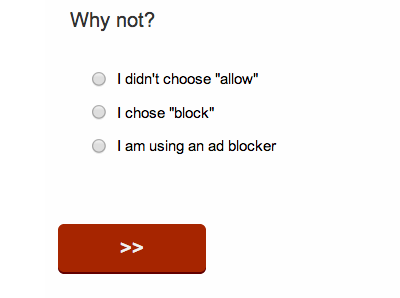 Why not?
I didn't choose "allow"
I chose "block"
I am using an ad blocker
>>